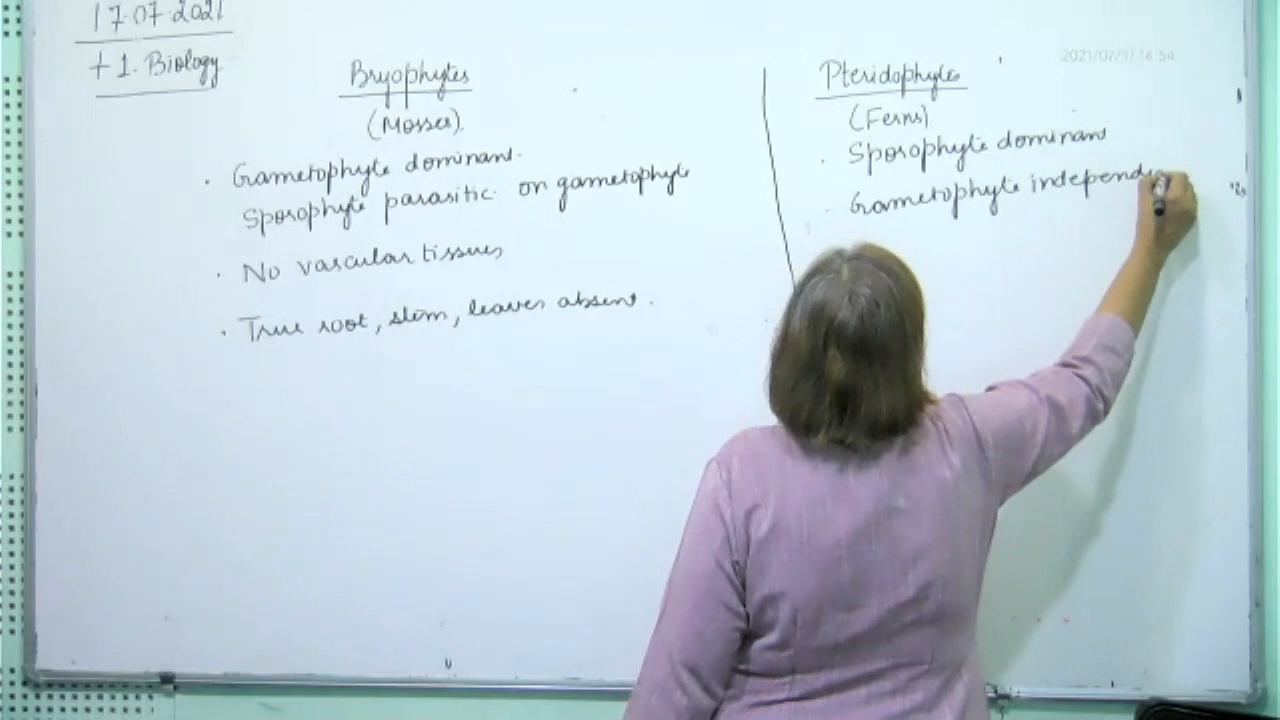 17.07.2021
+1. Biology
Bryophytes
(Mosses).
. Gametophyte dominant.
Sporophyte parasitic on gametophyte
. No vascular tissues
. True root, stem, leaves absent.
Pteridophytes
(Ferns)
. Sporophyte dominant
. Gametophyte independe
2021/07/17 14:54